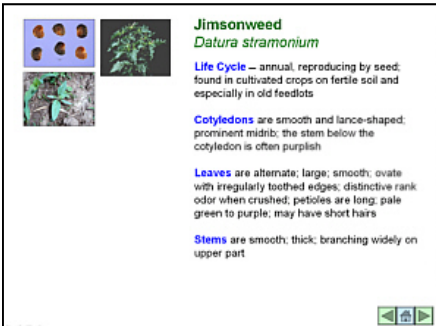 Jimsonweed
Datura stramonium
Life Cycle – annual, reproducing by seed;
found in cultivated crops on fertile soil and
especially in old feedlots
Cotyledons are smooth and lance-shaped;
prominent midrib; the stem below the
cotyledon is often purplish
Leaves are alternate; large; smooth; ovate
with irregularly toothed edges; distinctive rank
odor when crushed; petioles are long; pale
green to purple; may have short hairs
Stems are smooth; thick; branching widely on
upper part